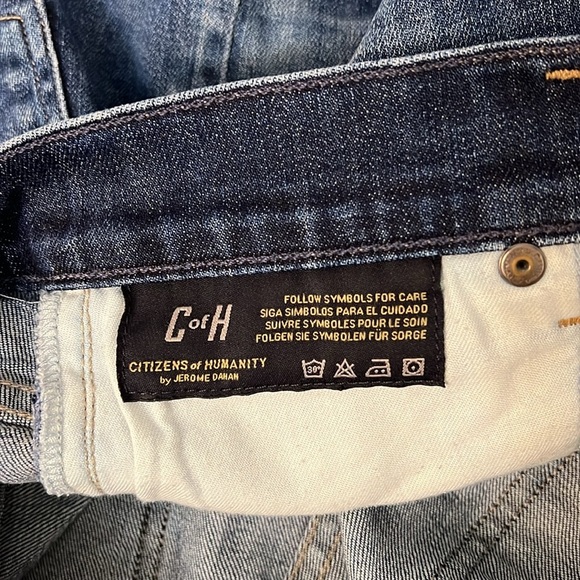 C of H
CITIZENS of HUMANITY
by JEROME DAHAN
FOLLOW SYMBOLS FOR CARE
SIGA SIMBOLOS PARA EL CUIDADO
SUIVRE SYMBOLES POUR LE SOIN
FOLGEN SIE SYMBOLEN FÜR SORGE
30°